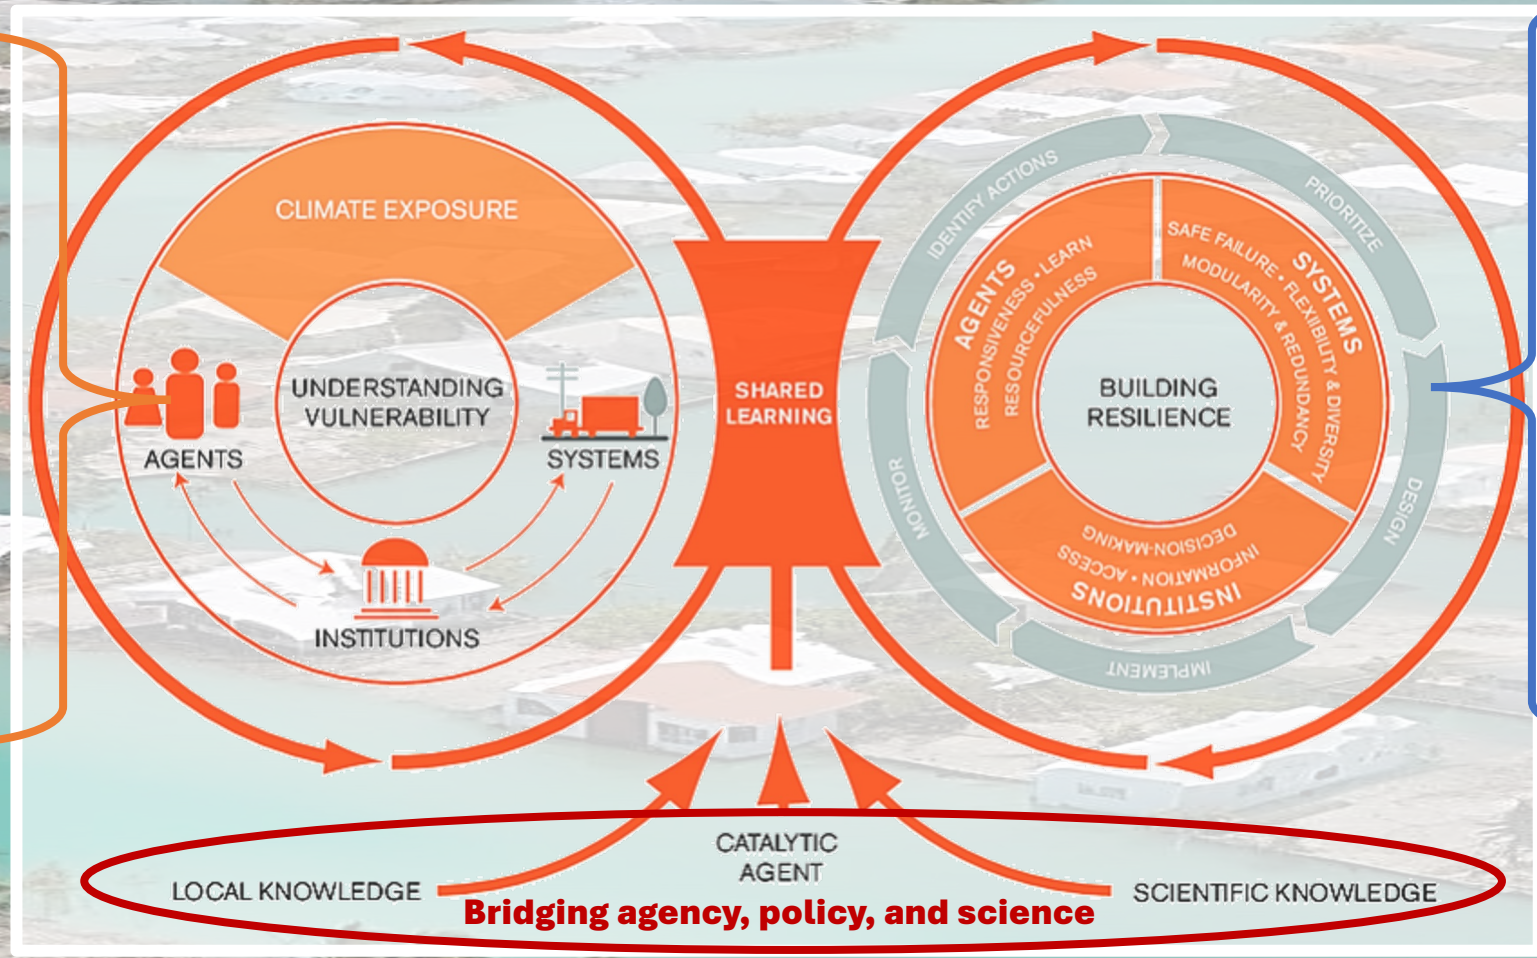 CLIMATE EXPOSURE
UNDERSTANDING
VULNERABILITY
AGENTS
SYSTEMS
INSTITUTIONS
SHARED
LEARNING
IDENTIFY ACTIONS
PRIORITIZE
DESIGN
IMPLEMENT
MONITOR
AGENTS
RESPONSIVENESS • LEARN
RESOURCEFULNESS
SYSTEMS
SAFE FAILURE • FLEXIIBILITY & DIVERSITY
MODULARITY & REDUNDANCY
BUILDING
RESILIENCE
DECISION-MAKING
INFORMATION • ACCESS
INSTITUTIONS
CATALYTIC
AGENT
LOCAL KNOWLEDGE
SCIENTIFIC KNOWLEDGE
Bridging agency, policy, and science